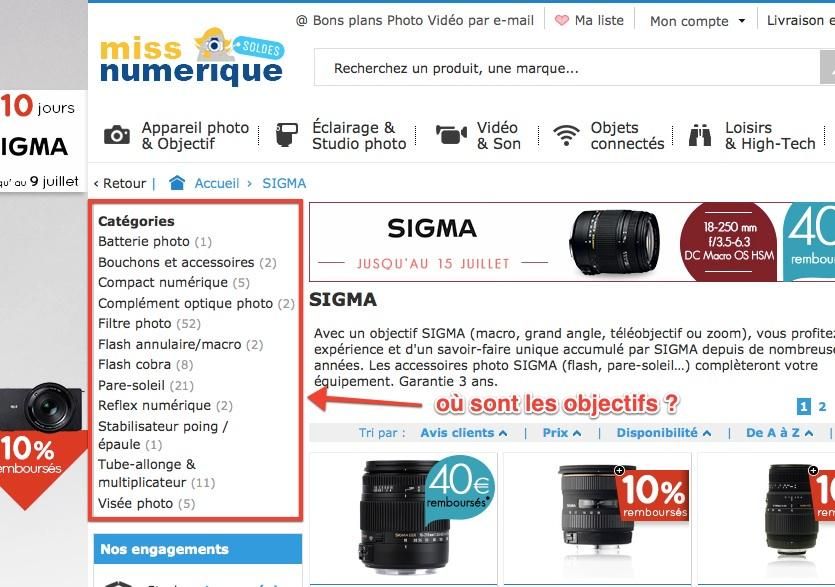 @ Bons plans Photo Vidéo par e-mail
Ma liste
Mon compte
Livraison e
miss
numerique
SOLDES
Recherchez un produit, une marque...
10 jours
IGMA
qu'au 9 juillet
Appareil photo
& Objectif
Éclairage &
Studio photo
Vidéo
& Son
Objets
connectés
Loisirs
& High-Tech
‹ Retour |
Accueil › SIGMA
Catégories
Batterie photo (1)
Bouchons et accessoires (2)
Compact numérique (5)
Complément optique photo (2)
Filtre photo (52)
Flash annulaire/macro (2)
Flash cobra (8)
Pare-soleil (21)
Reflex numérique (2)
Stabilisateur poing /
épaule (1)
Tube-allonge &
multiplicateur (11)
Visée photo (5)
SIGMA
JUSQU'AU 15 JUILLET
18-250 mm
f/3.5-6.3
DC Macro OS HSM
40
rembou
SIGMA
Avec un objectif SIGMA (macro, grand angle, téléobjectif ou zoom), vous profitez
expérience et d'un savoir-faire unique accumulé par SIGMA depuis de nombreuse
années. Les accessoires photo SIGMA (flash, pare-soleil...) complèteront votre
équipement. Garantie 3 ans.
où sont les objectifs ?
1 2
Tri par : Avis clients | Prix | Disponibilité | De A à Z |
40€
remboursés*
10%
remboursés
10
rem
10%
emboursés
Nos engagements